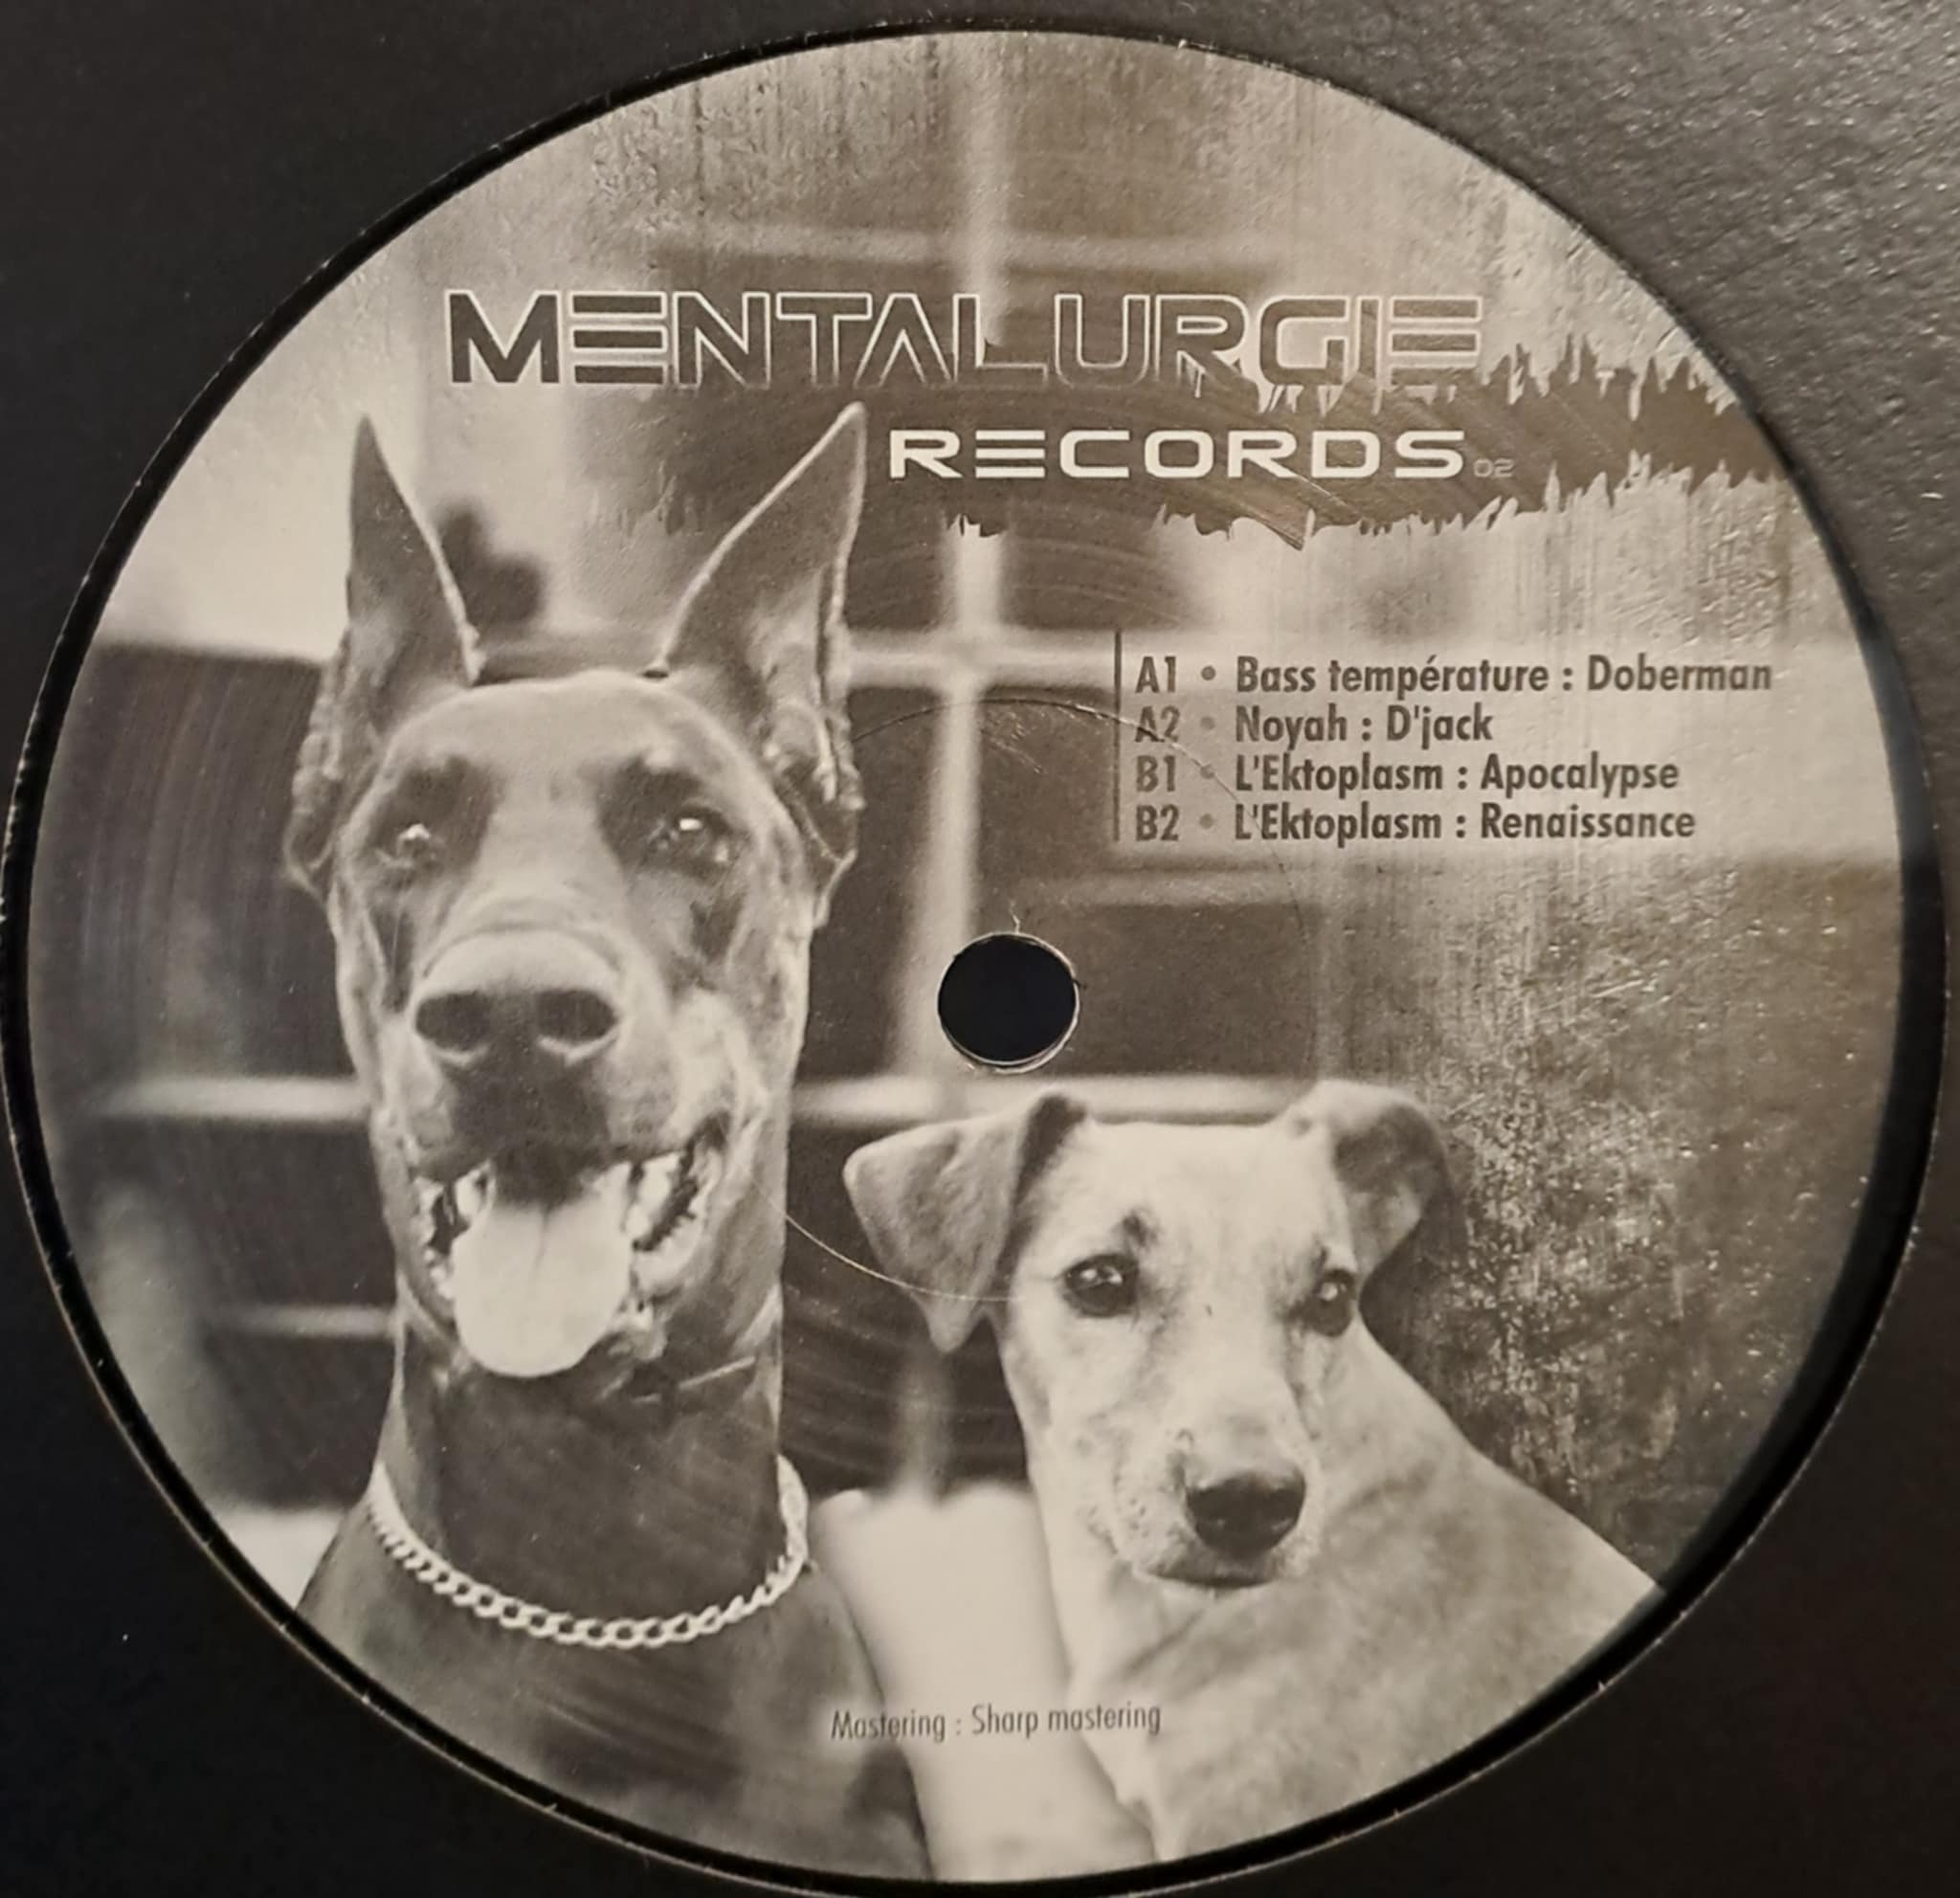 MENTALURGIE
RECORDS 02
A1 • Bass température : Doberman
A2 • Noyah : D'jack
B1 • L'Ektoplasm : Apocalypse
B2 • L'Ektoplasm : Renaissance
Mastering : Sharp mastering